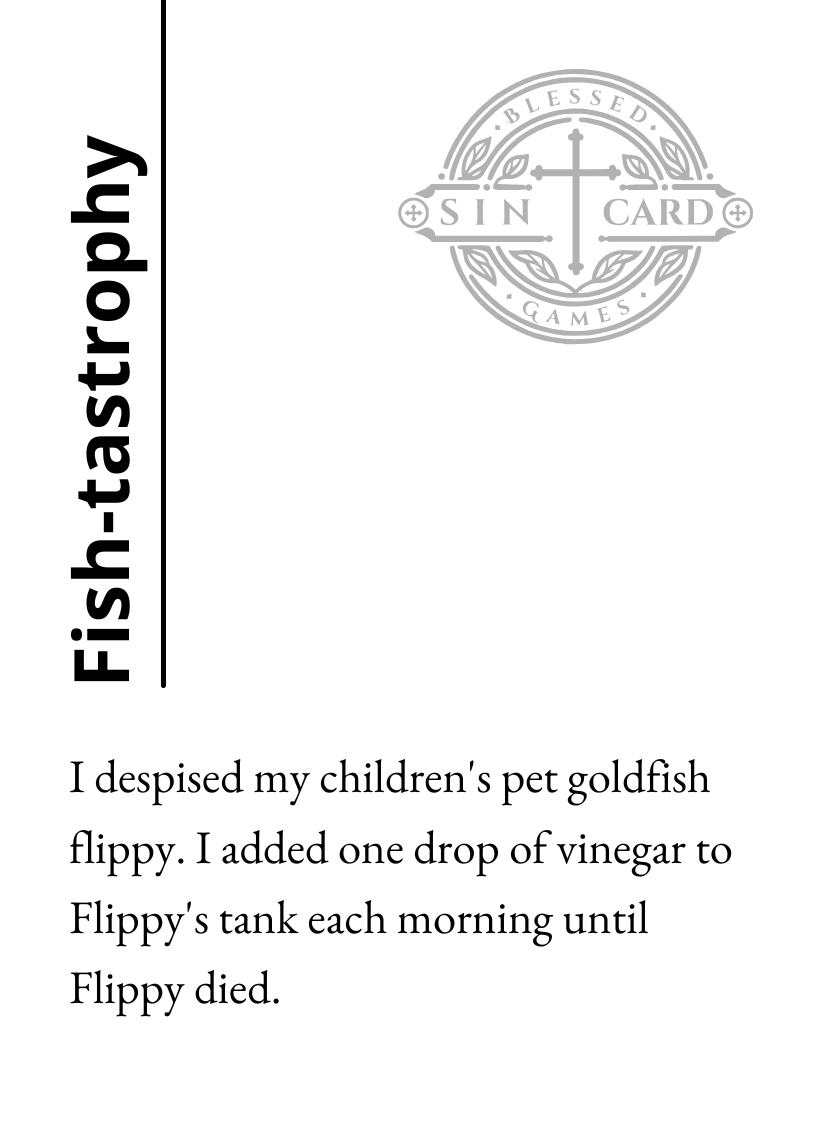 Fish-tastrophy
BLESSED
SIN CARD
GAMES
I despised my children's pet goldfish
flippy. I added one drop of vinegar to
Flippy's tank each morning until
Flippy died.